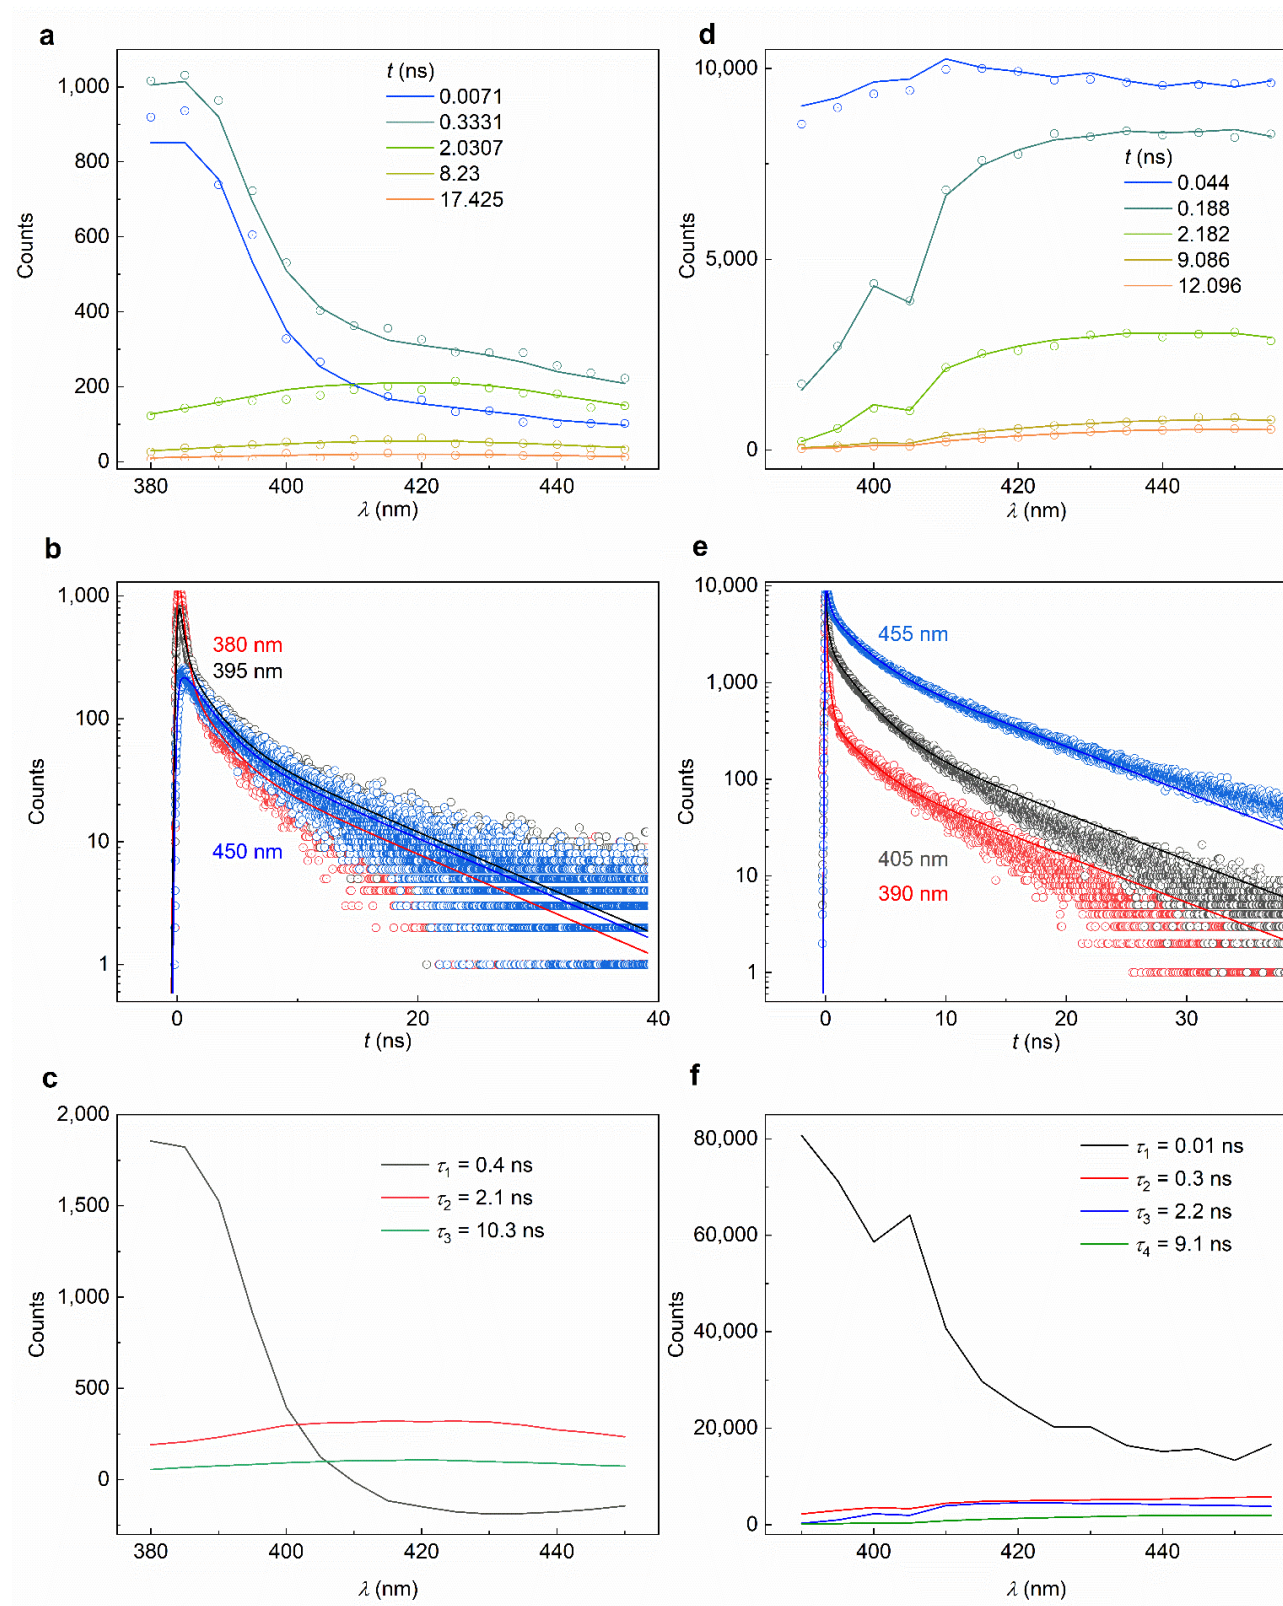 a
t (ns)
0.0071
0.3331
2.0307
8.23
17.425
1,000
800
600
400
200
0
Counts
380
400
420
440
λ (nm)
d
10,000
5,000
0
Counts
t (ns)
0.044
0.188
2.182
9.086
12.096
400
420
440
λ (nm)
b
1,000
100
10
1
Counts
380 nm
395 nm
450 nm
0
20
40
t (ns)
e
10,000
1,000
100
10
1
Counts
455 nm
405 nm
390 nm
0
10
20
30
t (ns)
c
2,000
1,500
1,000
500
0
Counts
τ1 = 0.4 ns
τ2 = 2.1 ns
τ3 = 10.3 ns
380
400
420
440
λ (nm)
f
80,000
60,000
40,000
20,000
0
Counts
τ1 = 0.01 ns
τ2 = 0.3 ns
τ3 = 2.2 ns
τ4 = 9.1 ns
400
420
440
λ (nm)